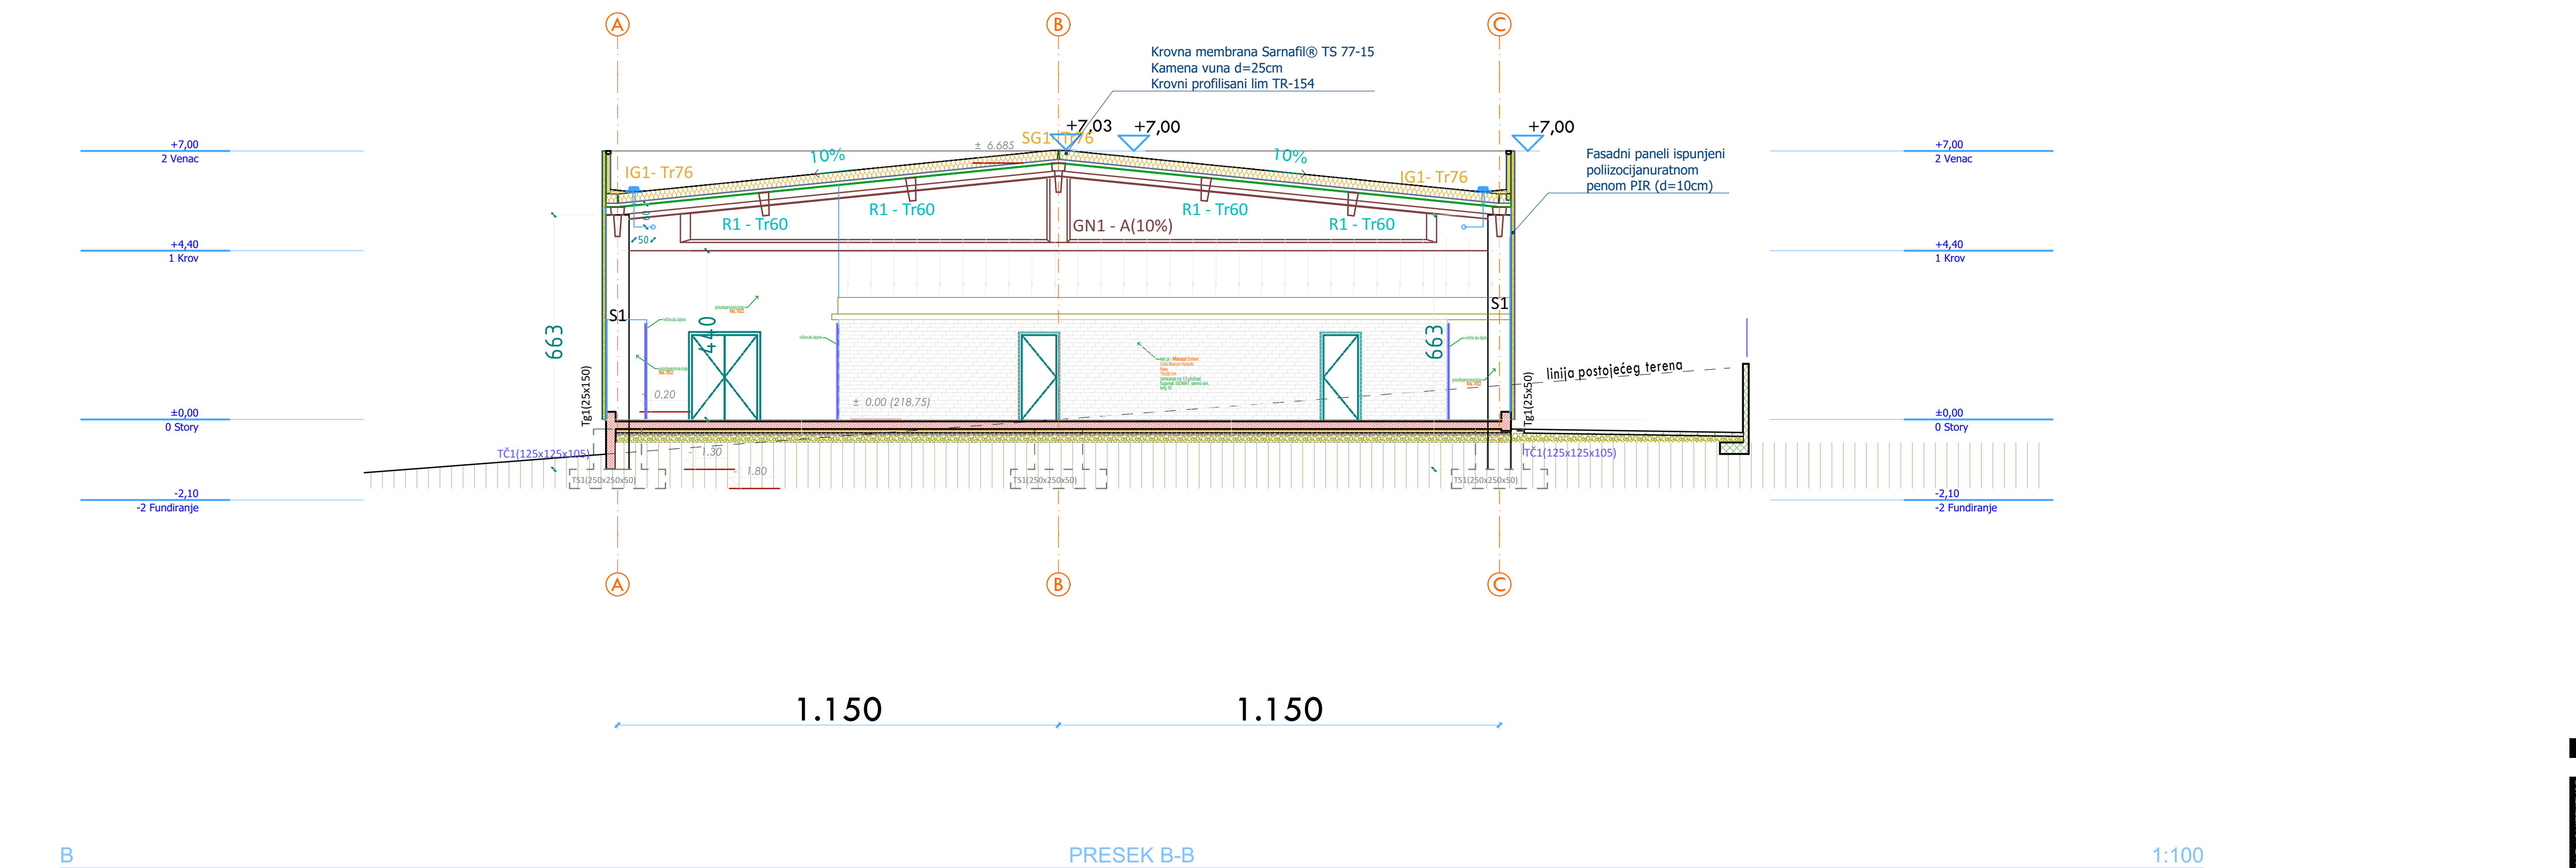 A
B
C
Krovna membrana Sarnafil® TS 77-15
Kamena vuna d=25cm
Krovni profilisani lim TR-154
+7,03
+7,00
+7,00
SG1 - Tr76
± 6.685
+7,00
2 Venac
10%
10%
+7,00
2 Venac
Fasadni paneli ispunjeni
poliizocijanuratnom
penom PIR (d=10cm)
IG1- Tr76
IG1- Tr76
R1 - Tr60
R1 - Tr60
R1 - Tr60
R1 - Tr60
GN1 - A(10%)
60
50
+4,40
1 Krov
+4,40
1 Krov
S1
S1
663
440
663
linija postojećeg terena
Tg1(25x150)
Tg1(25x50)
0.20
±. 0.00 (218,75)
±0,00
0 Story
±0,00
0 Story
TČ1(125x125x105)
TČ1(125x125x105)
- 1.30
- 1.80
TS1(250x250x50)
TS1(250x250x50)
TS1(250x250x50)
-2,10
-2 Fundiranje
-2,10
-2 Fundiranje
A
B
C
1.150
1.150
B
PRESEK B-B
1:100